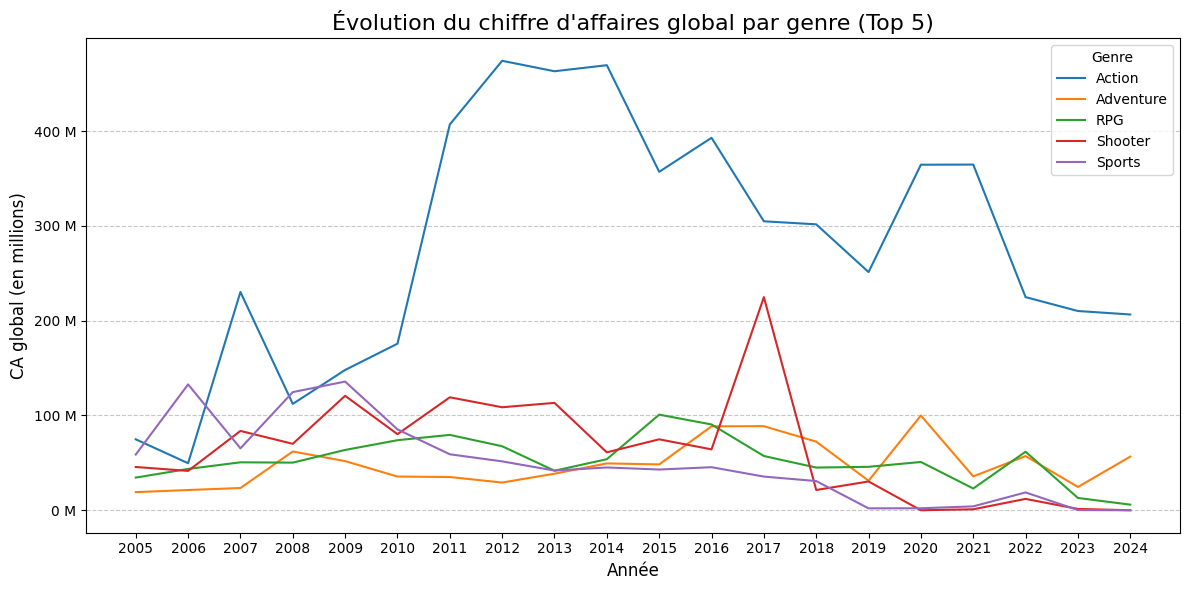 Évolution du chiffre d'affaires global par genre (Top 5)
CA global (en millions)
400 M
300 M
200 M
100 M
0 M
Genre
Action
Adventure
RPG
Shooter
Sports
2005 2006 2007 2008 2009 2010 2011 2012 2013 2014 2015 2016 2017 2018 2019 2020 2021 2022 2023 2024
Année